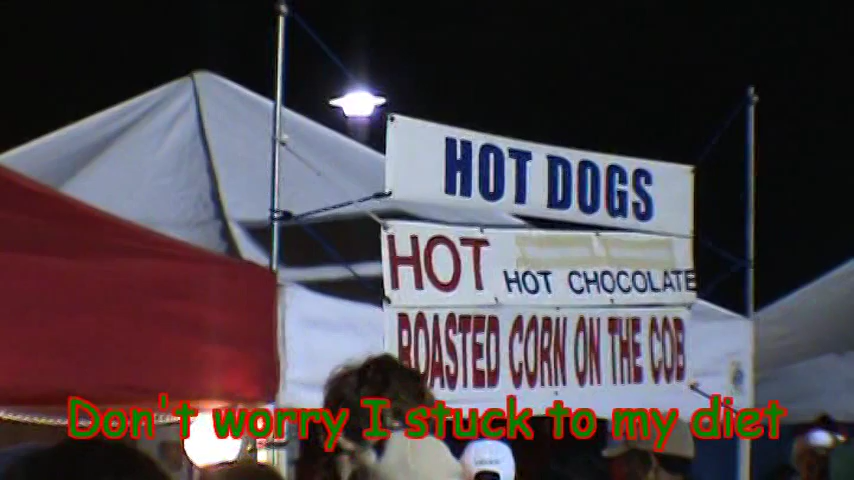 HOT DOGS
HOT HOT CHOCOLATE
ROASTED CORN ON THE COB
Don't worry I stuck to my diet